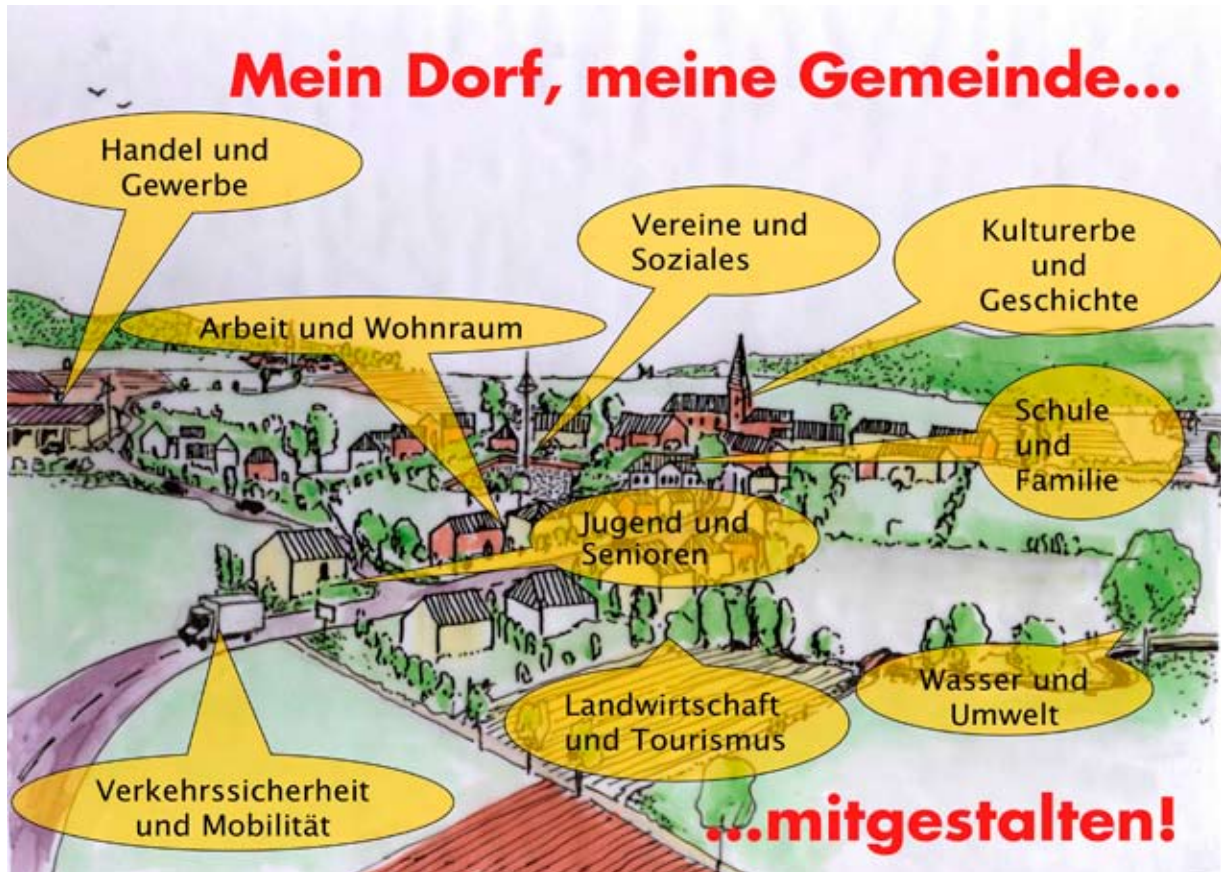 Mein Dorf, meine Gemeinde...
Handel und
Gewerbe
Vereine und
Soziales
Kulturerbe
und
Geschichte
Arbeit und Wohnraum
Schule
und
Familie
Jugend und
Senioren
Wasser und
Umwelt
Landwirtschaft
und Tourismus
Verkehrssicherheit
und Mobilität
...mitgestalten!